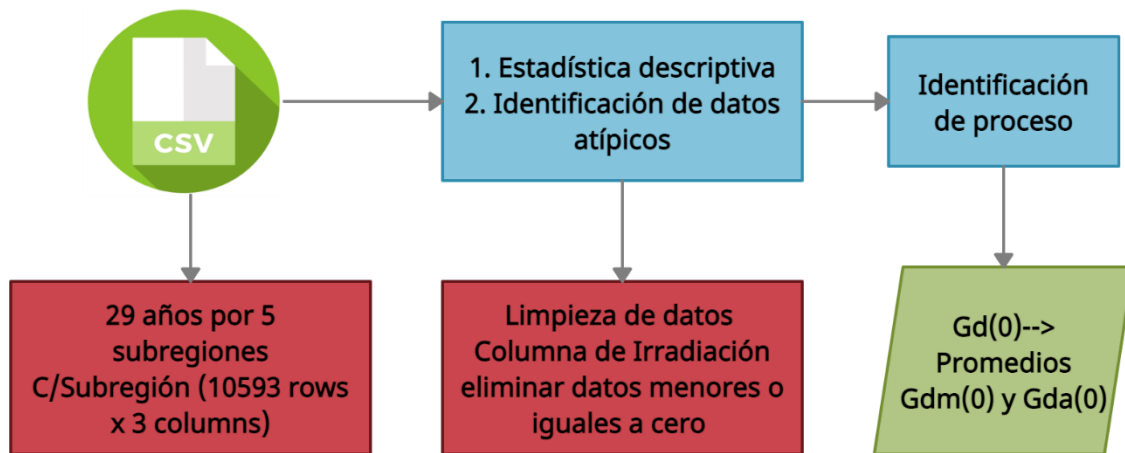 CSV
1. Estadística descriptiva
2. Identificación de datos
atípicos
Identificación
de proceso
29 años por 5
subregiones
C/Subregión (10593 rows
x 3 columns)
Limpieza de datos
Columna de Irradiación
eliminar datos menores o
iguales a cero
Gd(0)-->
Promedios
Gdm(0) y Gda(0)